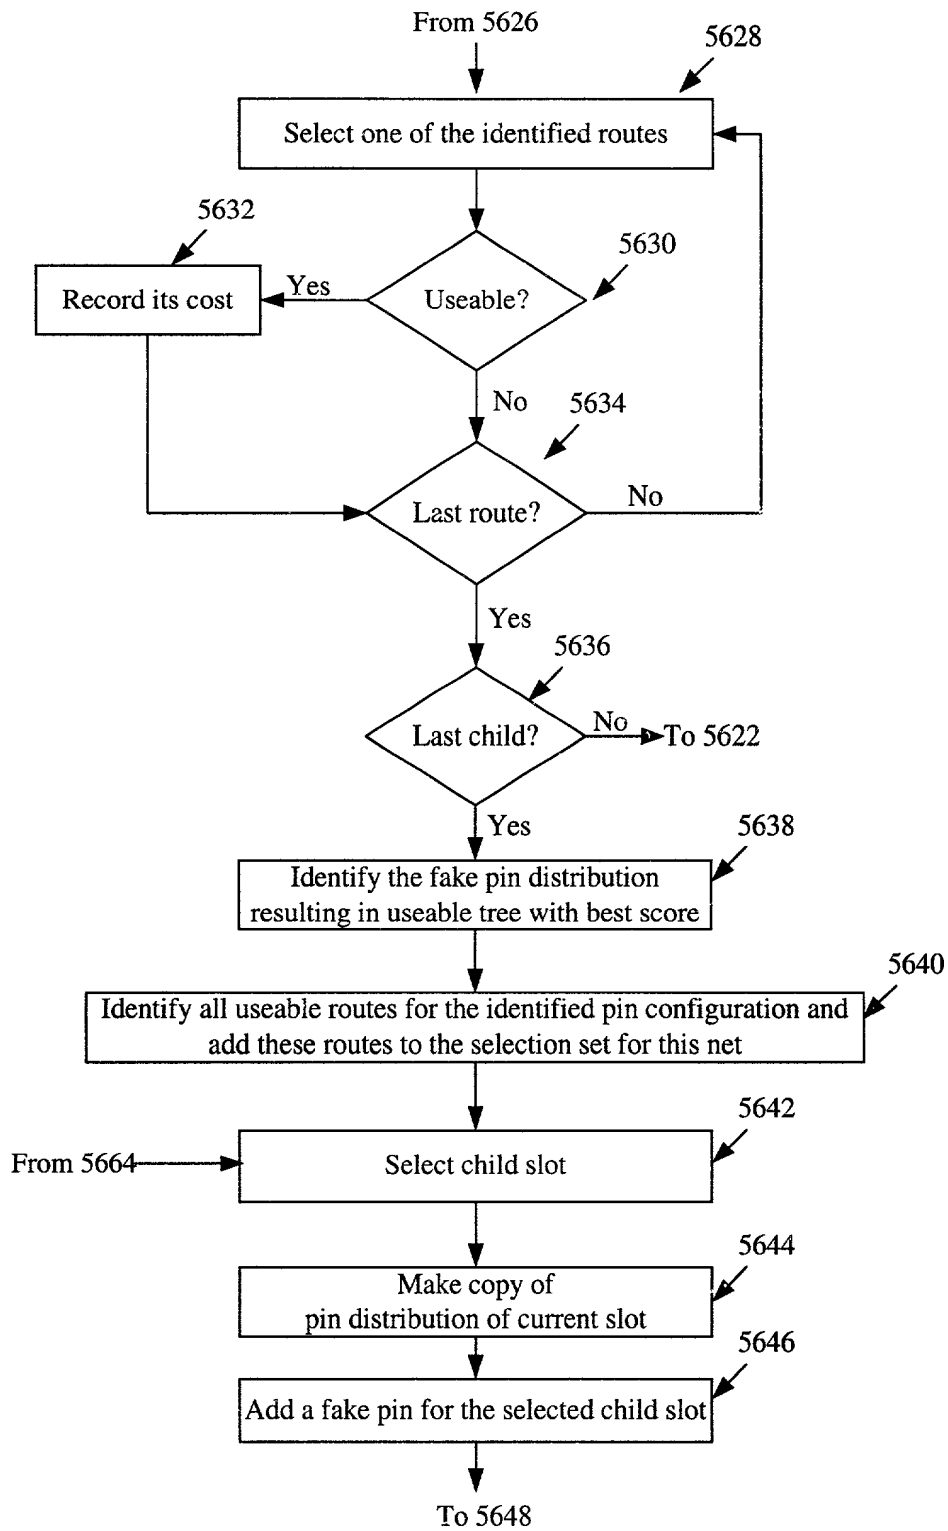 From 5626
5628
Select one of the identified routes
5632
5630
Record its cost
Yes
Useable?
No
5634
Last route?
No
Yes
5636
Last child?
No
To 5622
Yes
5638
Identify the fake pin distribution
resulting in useable tree with best score
5640
Identify all useable routes for the identified pin configuration and
add these routes to the selection set for this net
5642
From 5664
Select child slot
5644
Make copy of
pin distribution of current slot
5646
Add a fake pin for the selected child slot
To 5648